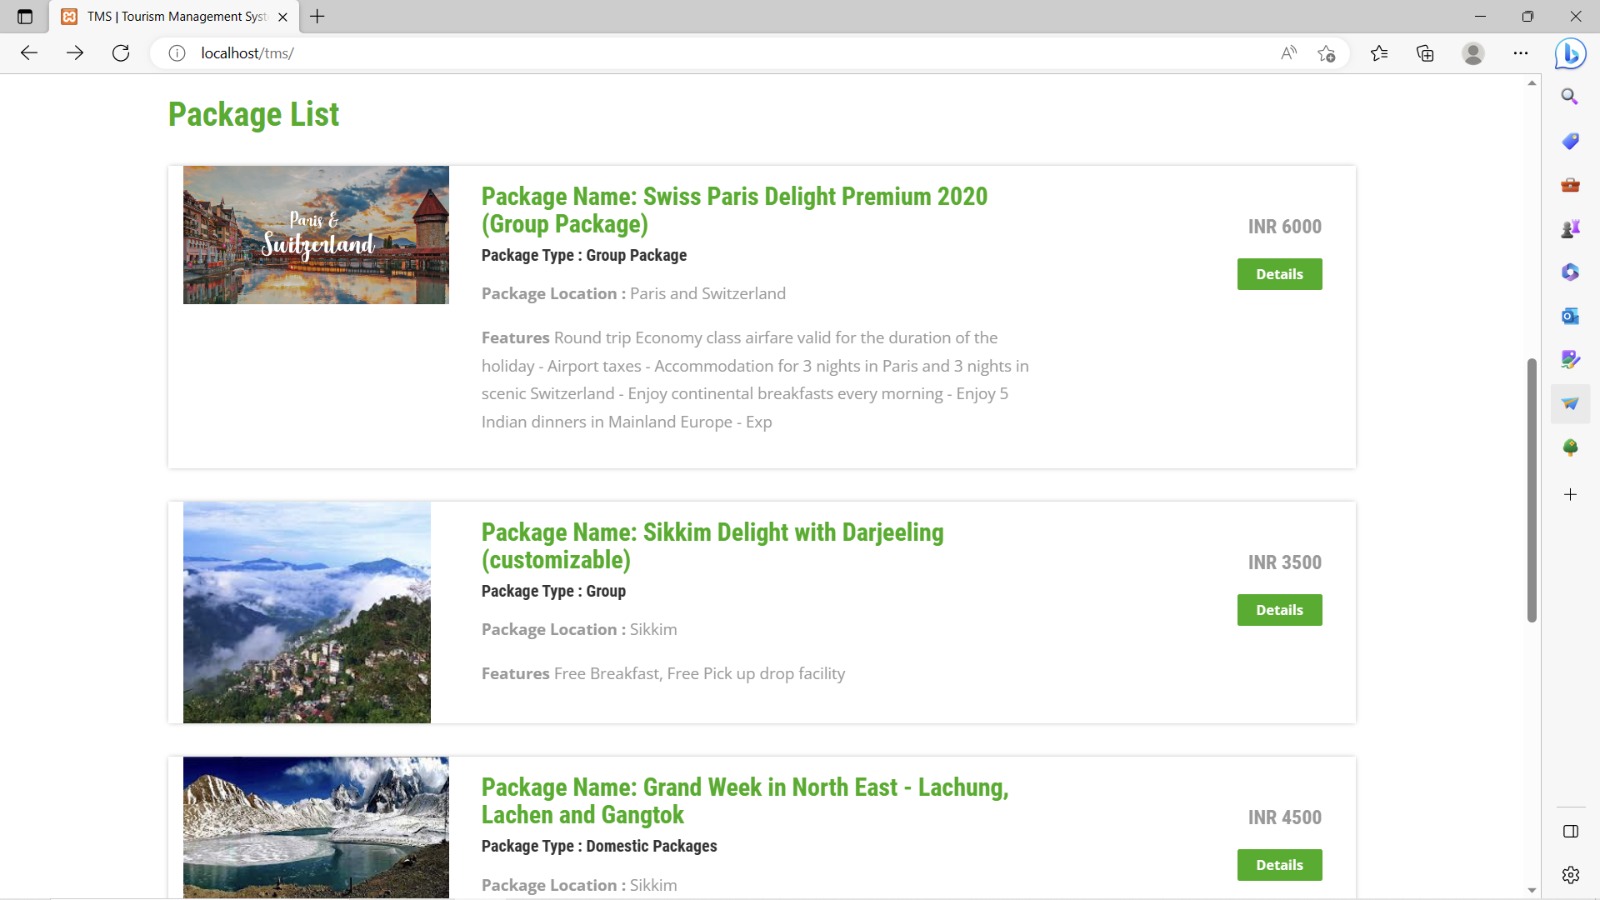 TMS | Tourism Management Syst
localhost/tms/
Package List
Paris &
Switzerland
Package Name: Swiss Paris Delight Premium 2020
(Group Package)
Package Type : Group Package
Package Location : Paris and Switzerland
Features Round trip Economy class airfare valid for the duration of the
holiday - Airport taxes - Accommodation for 3 nights in Paris and 3 nights in
scenic Switzerland - Enjoy continental breakfasts every morning - Enjoy 5
Indian dinners in Mainland Europe - Exp
INR 6000
Details
Package Name: Sikkim Delight with Darjeeling
(customizable)
Package Type : Group
Package Location : Sikkim
Features Free Breakfast, Free Pick up drop facility
INR 3500
Details
Package Name: Grand Week in North East - Lachung,
Lachen and Gangtok
Package Type : Domestic Packages
Package Location : Sikkim
INR 4500
Details